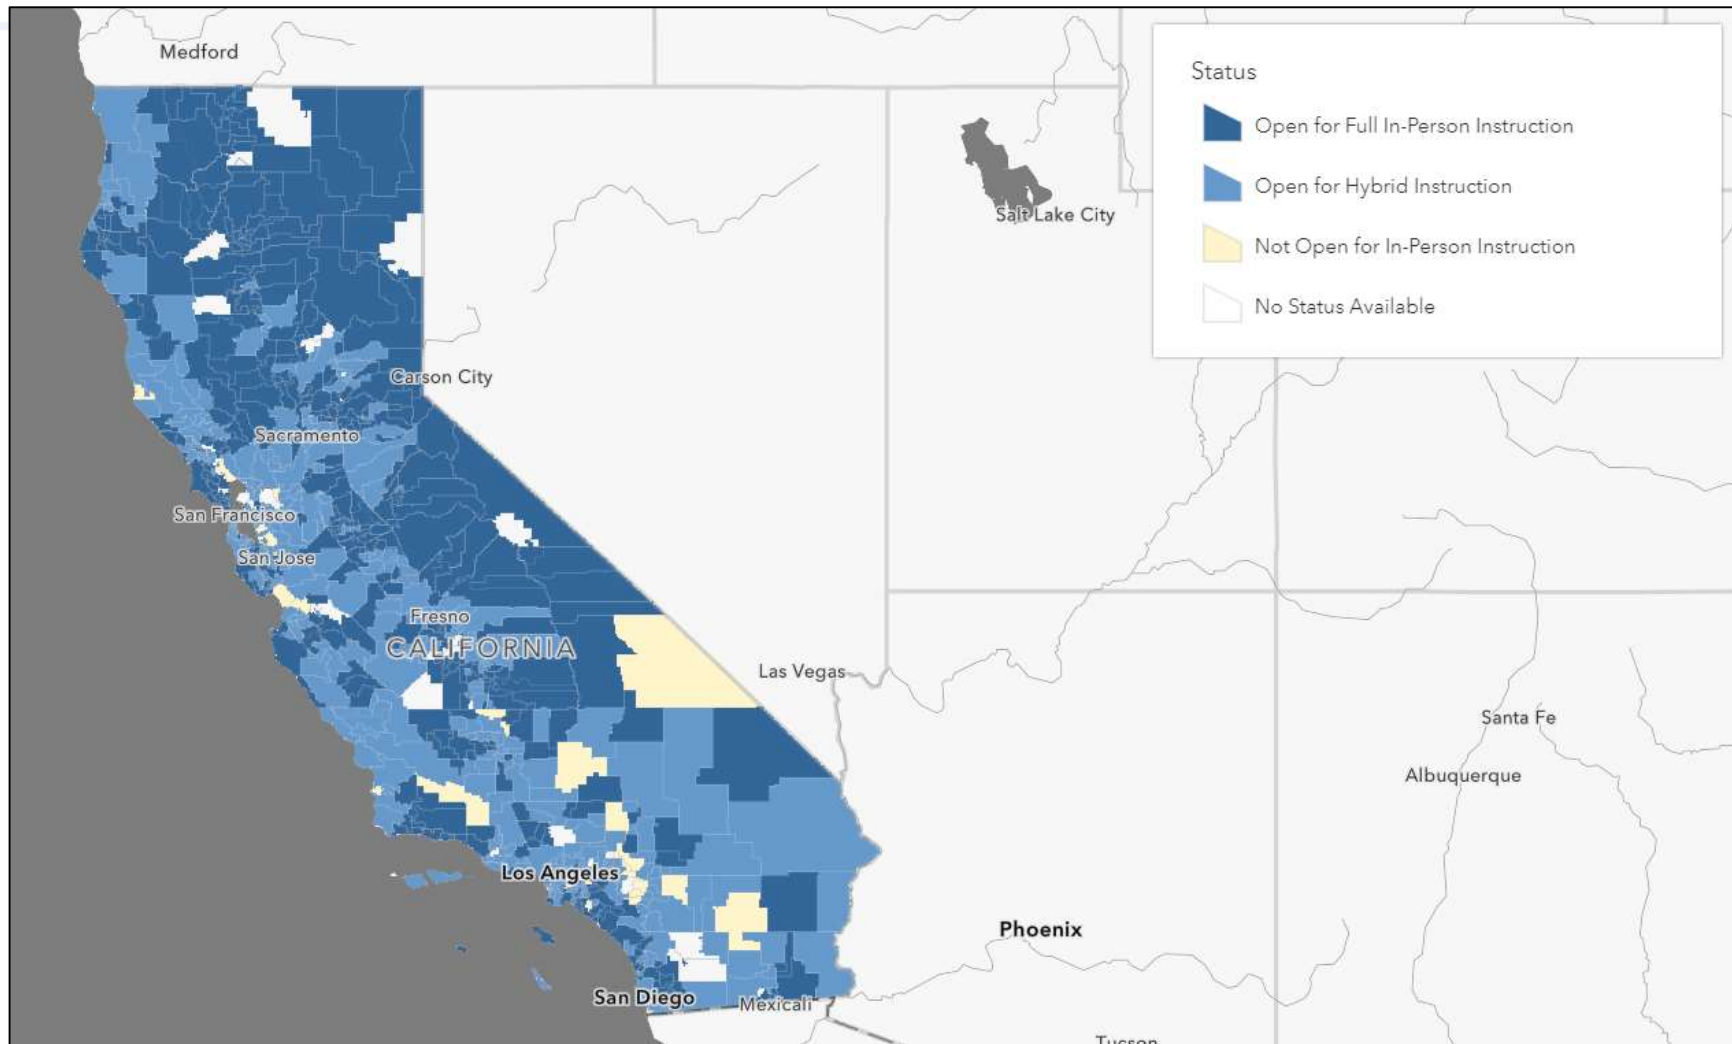 Medford
Status
Open for Full In-Person Instruction
Open for Hybrid Instruction
Salt Lake City
Not Open for In-Person Instruction
No Status Available
Carson City
Sacramento
San Francisco
San Jose
Fresno
CALIFORNIA
Las Vegas
Santa Fe
Albuquerque
Los Angeles
Phoenix
San Diego
Mexicali
Tucson